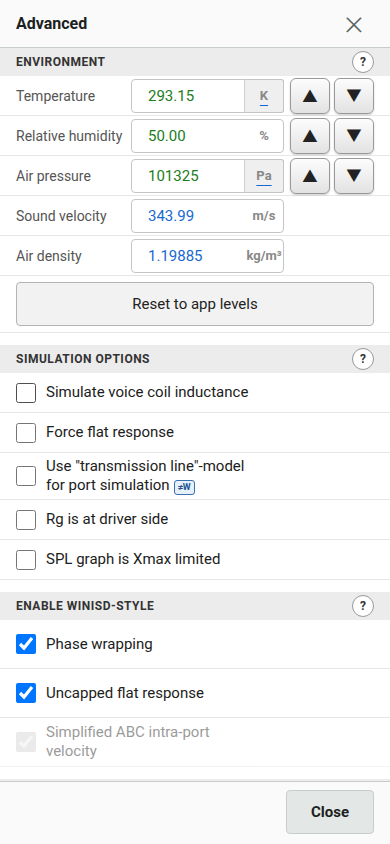 Advanced
ENVIRONMENT ?
Temperature 293.15 K
Relative humidity 50.00 %
Air pressure 101325 Pa
Sound velocity 343.99 m/s
Air density 1.19885 kg/m³
Reset to app levels
SIMULATION OPTIONS ?
Simulate voice coil inductance
Force flat response
Use "transmission line"-model
for port simulation ≠W
Rg is at driver side
SPL graph is Xmax limited
ENABLE WINISD-STYLE ?
Phase wrapping
Uncapped flat response
Simplified ABC intra-port
velocity
Close